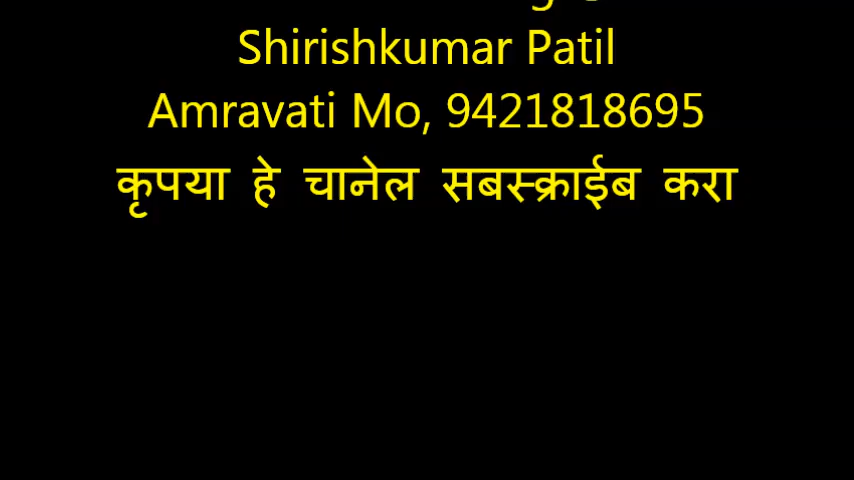 Shirishkumar Patil
Amravati Mo, 9421818695
कृपया हे चानेल सबस्क्राईब करा